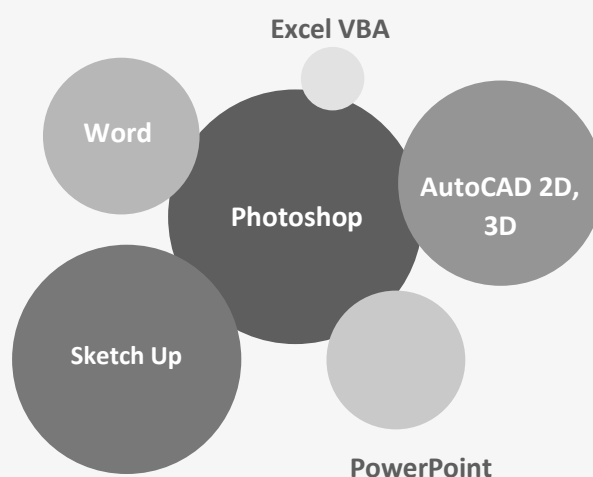 Excel VBA
Word
AutoCAD 2D,
3D
Photoshop
Sketch Up
PowerPoint